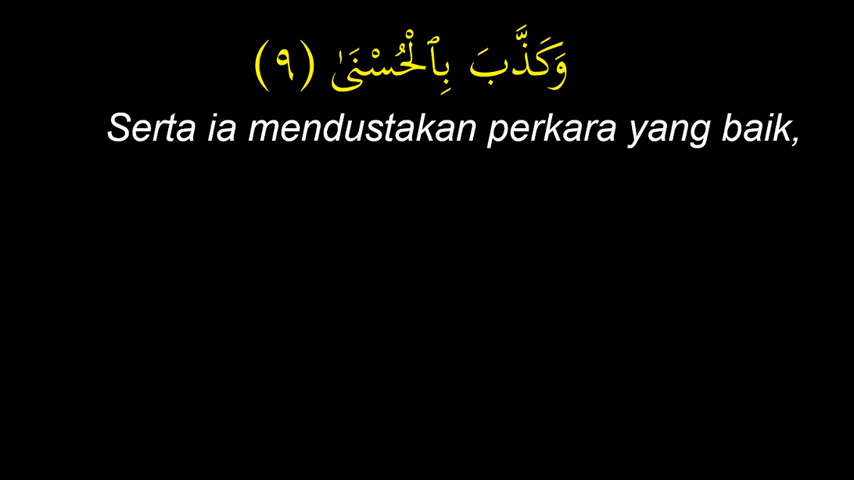 وَكَذَّبَ بِٱلْحُسْنَىٰ (٩)
Serta ia mendustakan perkara yang baik,